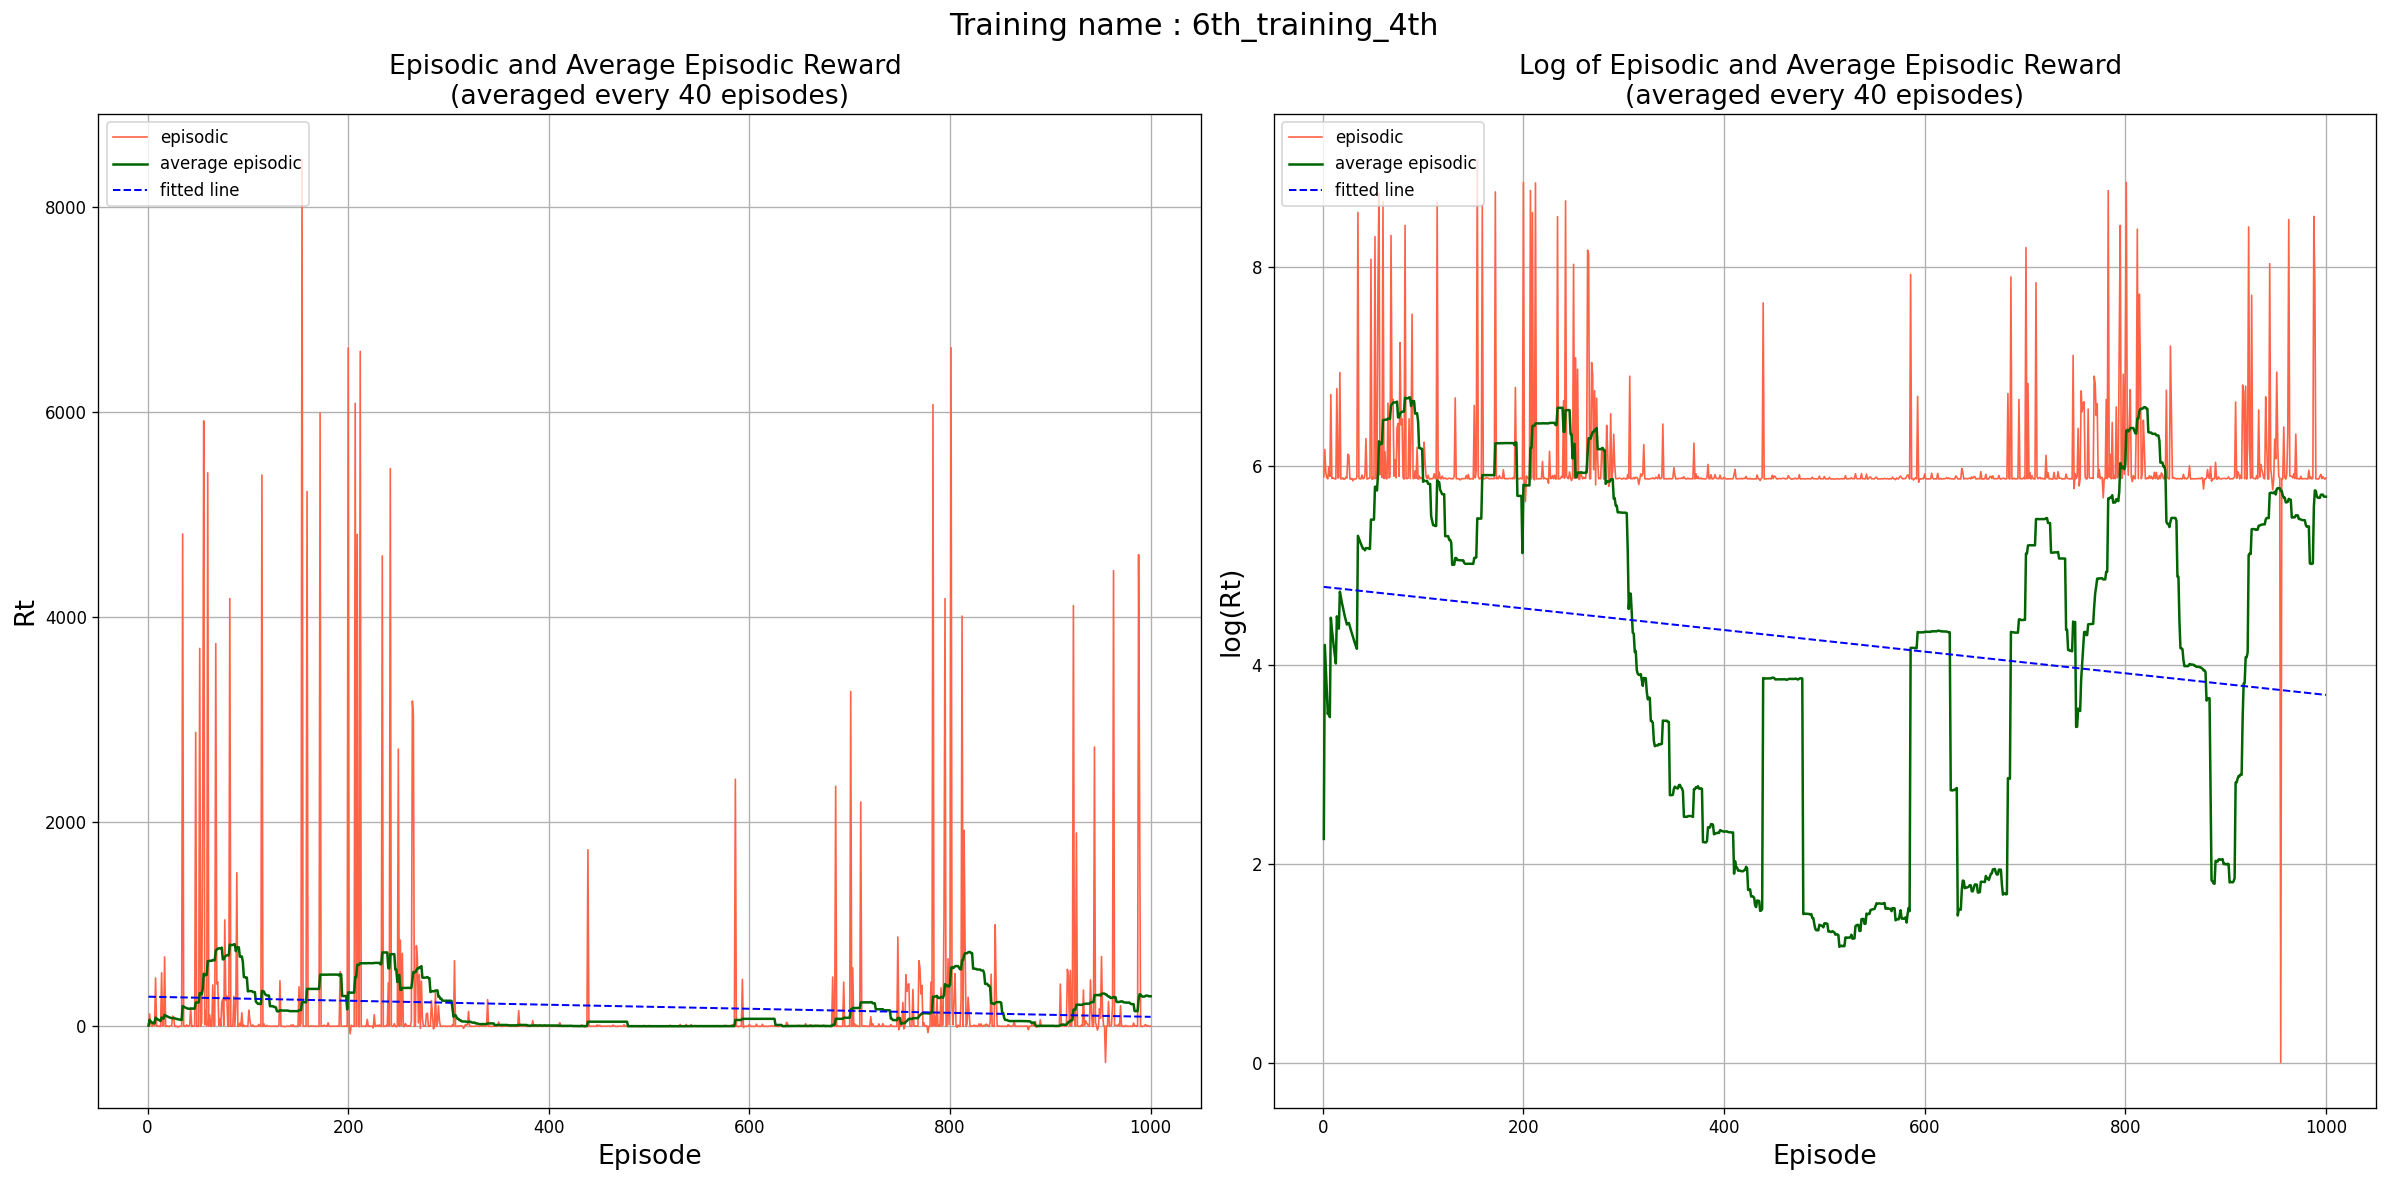 Training name : 6th_training_4th
Episodic and Average Episodic Reward
(averaged every 40 episodes)
episodic
average episodic
fitted line
Rt
8000
6000
4000
2000
0
0 200 400 600 800 1000
Episode
Log of Episodic and Average Episodic Reward
(averaged every 40 episodes)
episodic
average episodic
fitted line
log(Rt)
8
6
4
2
0
0 200 400 600 800 1000
Episode